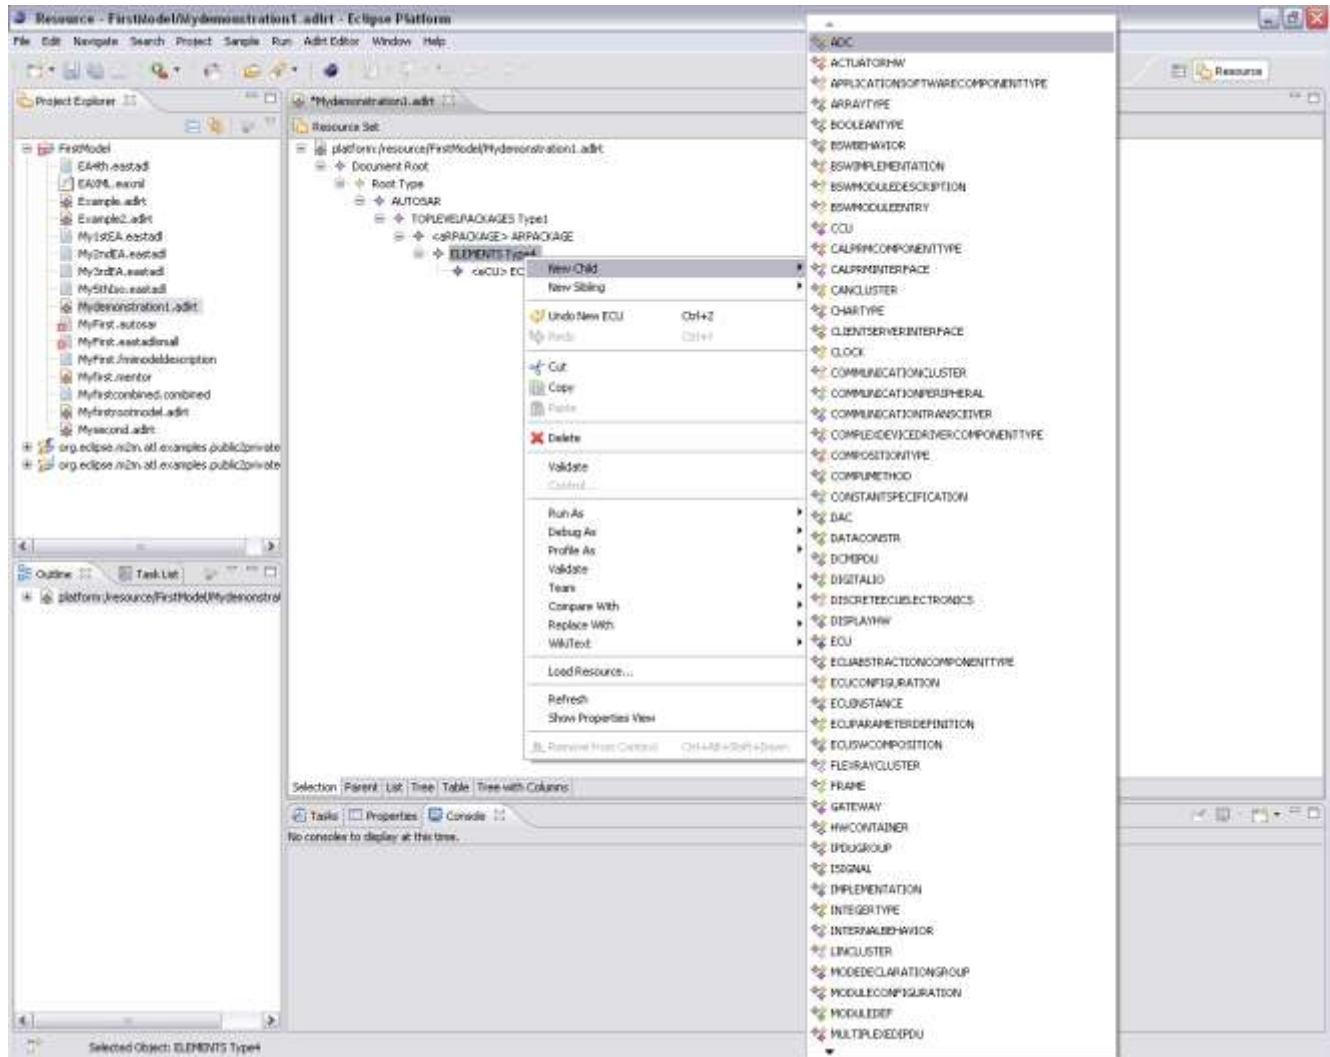 Resource - FirstModel/Mydemonstration1.adlrt - Eclipse Platform
File Edit Navigate Search Project Sample Run Adlrt Editor Window Help
Resource
Project Explorer
FirstModel
EA4th.eastadl
EAXML.eaxml
Example.adlrt
Example2.adlrt
My1stEA.eastadl
My2ndEA.eastadl
My3rdEA.eastadl
Mydemonstration1.adlrt
MyFirst.autosar
MyFirst.eastadlsmall
Myfirst.mentor
Myfirstcombined.combined
Myfirstrootmodel.adlrt
Mysecond.adlrt
org.eclipse.m2m.atl.examples.public2private
org.eclipse.m2m.atl.examples.public2private
Outline Task List
platform:/resource/FirstModel/Mydemonstrat
*Mydemonstration1.adlrt
Resource Set
platform:/resource/FirstModel/Mydemonstration1.adlrt
Document Root
Root Type
AUTOSAR
TOPLEVELPACKAGES Type1
<aRPACKAGE> ARPACKAGE
ELEMENTS Type4
<eCU> EC
New Child
New Sibling
Undo New ECU Ctrl+Z
Redo Ctrl+Y
Cut
Copy
Paste
Delete
Validate
Control...
Run As
Debug As
Profile As
Validate
Team
Compare With
Replace With
WikiText
Load Resource...
Refresh
Show Properties View
Remove From Context Ctrl+Alt+Shift+Down
ADC
ACTUATORHW
APPLICATIONSOFTWARECOMPONENTTYPE
ARRAYTYPE
BOOLEANTYPE
BSWBEHAVIOR
BSWIMPLEMENTATION
BSWMODULEDESCRIPTION
BSWMODULEENTRY
CCU
CALPRMCOMPONENTTYPE
CALPRMINTERFACE
CANCLUSTER
CHARTYPE
CLIENTSERVERINTERFACE
CLOCK
COMMUNICATIONCLUSTER
COMMUNICATIONPERIPHERAL
COMMUNICATIONTRANSCEIVER
COMPLEXDEVICEDRIVERCOMPONENTTYPE
COMPOSITIONTYPE
COMPUMETHOD
CONSTANTSPECIFICATION
DAC
DATACONSTR
DCMIPDU
DIGITALIO
DISCRETEECUELECTRONICS
DISPLAYHW
ECU
ECUABSTRACTIONCOMPONENTTYPE
ECUCONFIGURATION
ECUINSTANCE
ECUPARAMETERDEFINITION
ECUSWCOMPOSITION
FLEXRAYCLUSTER
FRAME
GATEWAY
HWCONTAINER
IPDUGROUP
ISIGNAL
IMPLEMENTATION
INTEGERTYPE
INTERNALBEHAVIOR
LINCLUSTER
MODEDECLARATIONGROUP
MODULECONFIGURATION
MODULEDEF
MULTIPLEXEDIPDU
Selection Parent List Tree Table Tree with Columns
Tasks Properties Console
No consoles to display at this time.
Selected Object: ELEMENTS Type4